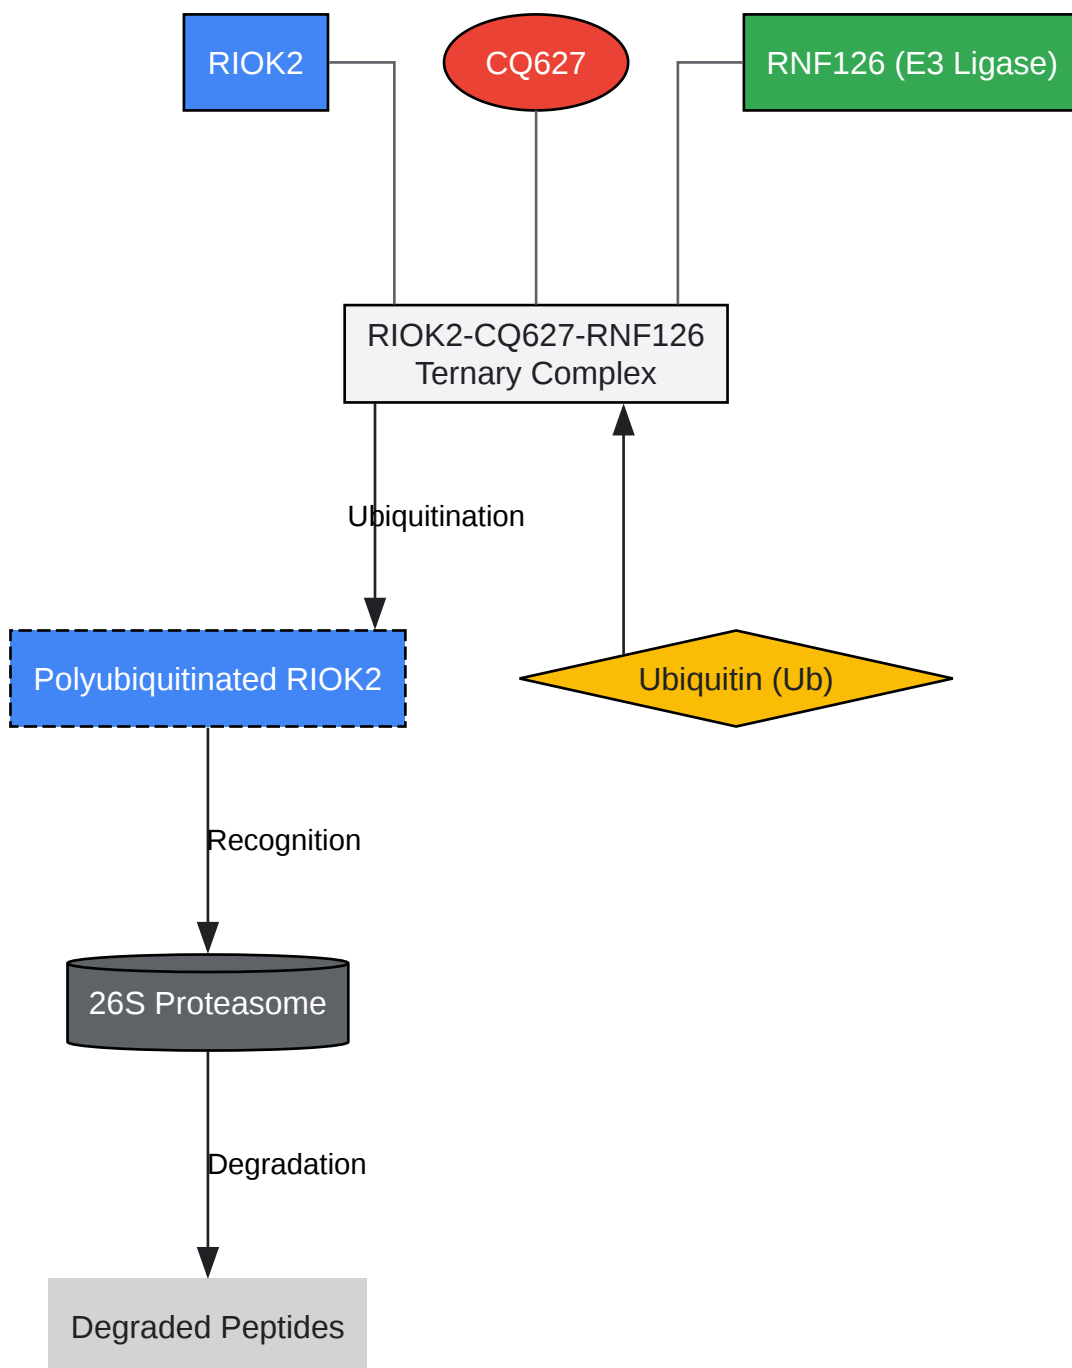 RIOK2
CQ627
RNF126 (E3 Ligase)
RIOK2-CQ627-RNF126
Ternary Complex
Ubiquitination
Polyubiquitinated RIOK2
Ubiquitin (Ub)
Recognition
26S Proteasome
Degradation
Degraded Peptides